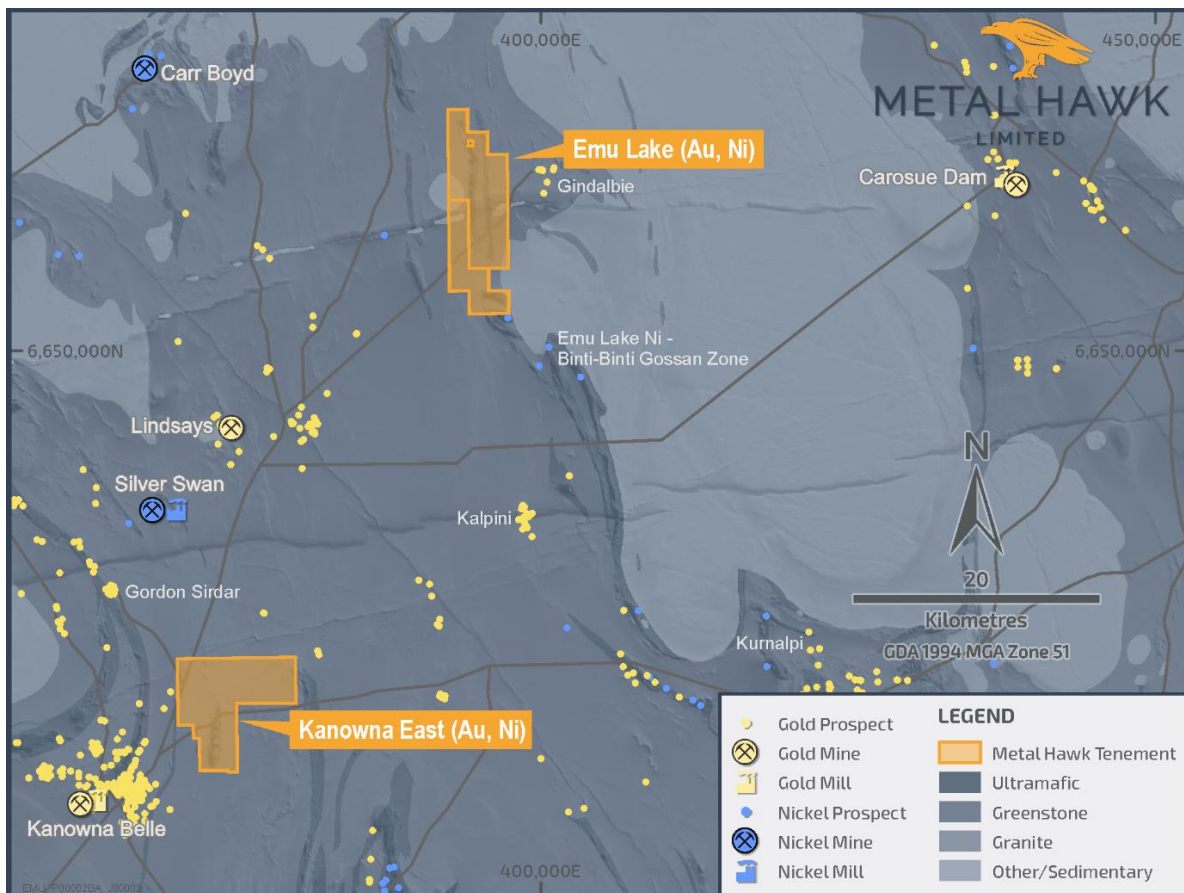 400,000E
450,000E
Carr Boyd
METAL HAWK
LIMITED
Emu Lake (Au, Ni)
Gindalbie
Carosue Dam
6,650,000N
Emu Lake Ni -
Binti-Binti Gossan Zone
6,650,000N
Lindsays
Silver Swan
N
Kalpini
Gordon Sirdar
20
Kilometres
GDA 1994 MGA Zone 51
Kurnalpi
Kanowna East (Au, Ni)
Kanowna Belle
LEGEND
Gold Prospect
Gold Mine
Gold Mill
Nickel Prospect
Nickel Mine
Nickel Mill
Metal Hawk Tenement
Ultramafic
Greenstone
Granite
Other/Sedimentary
400,000E